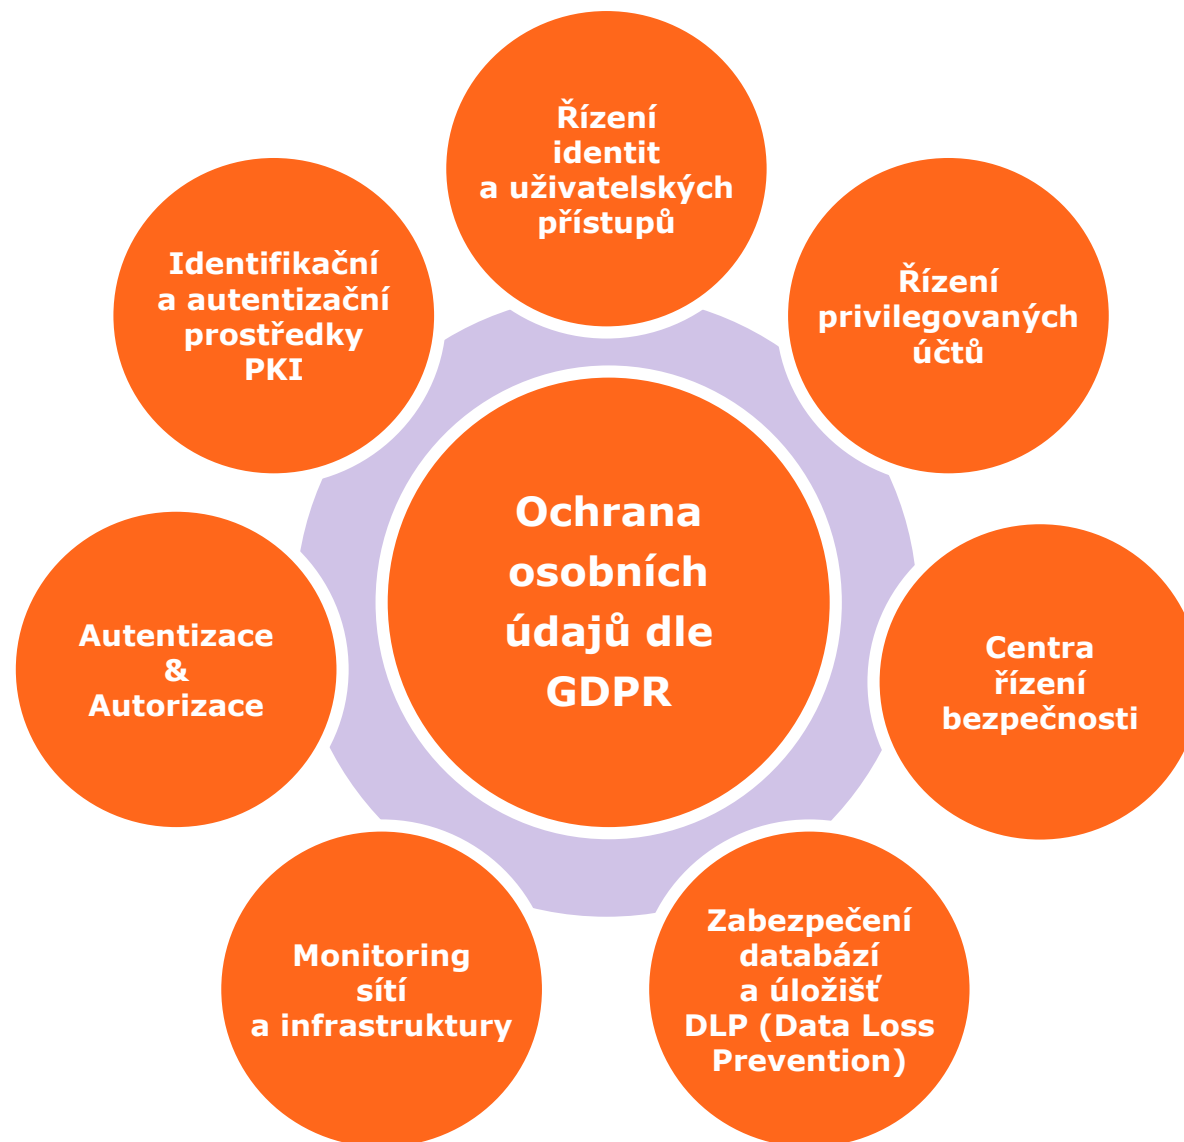 Řízení
identit
a uživatelských
přístupů
Řízení
privilegovaných
účtů
Centra
řízení
bezpečnosti
Zabezpečení
databází
a úložišť
DLP (Data Loss
Prevention)
Monitoring
sítí
a infrastruktury
Autentizace
&
Autorizace
Identifikační
a autentizační
prostředky
PKI
Ochrana
osobních
údajů dle
GDPR